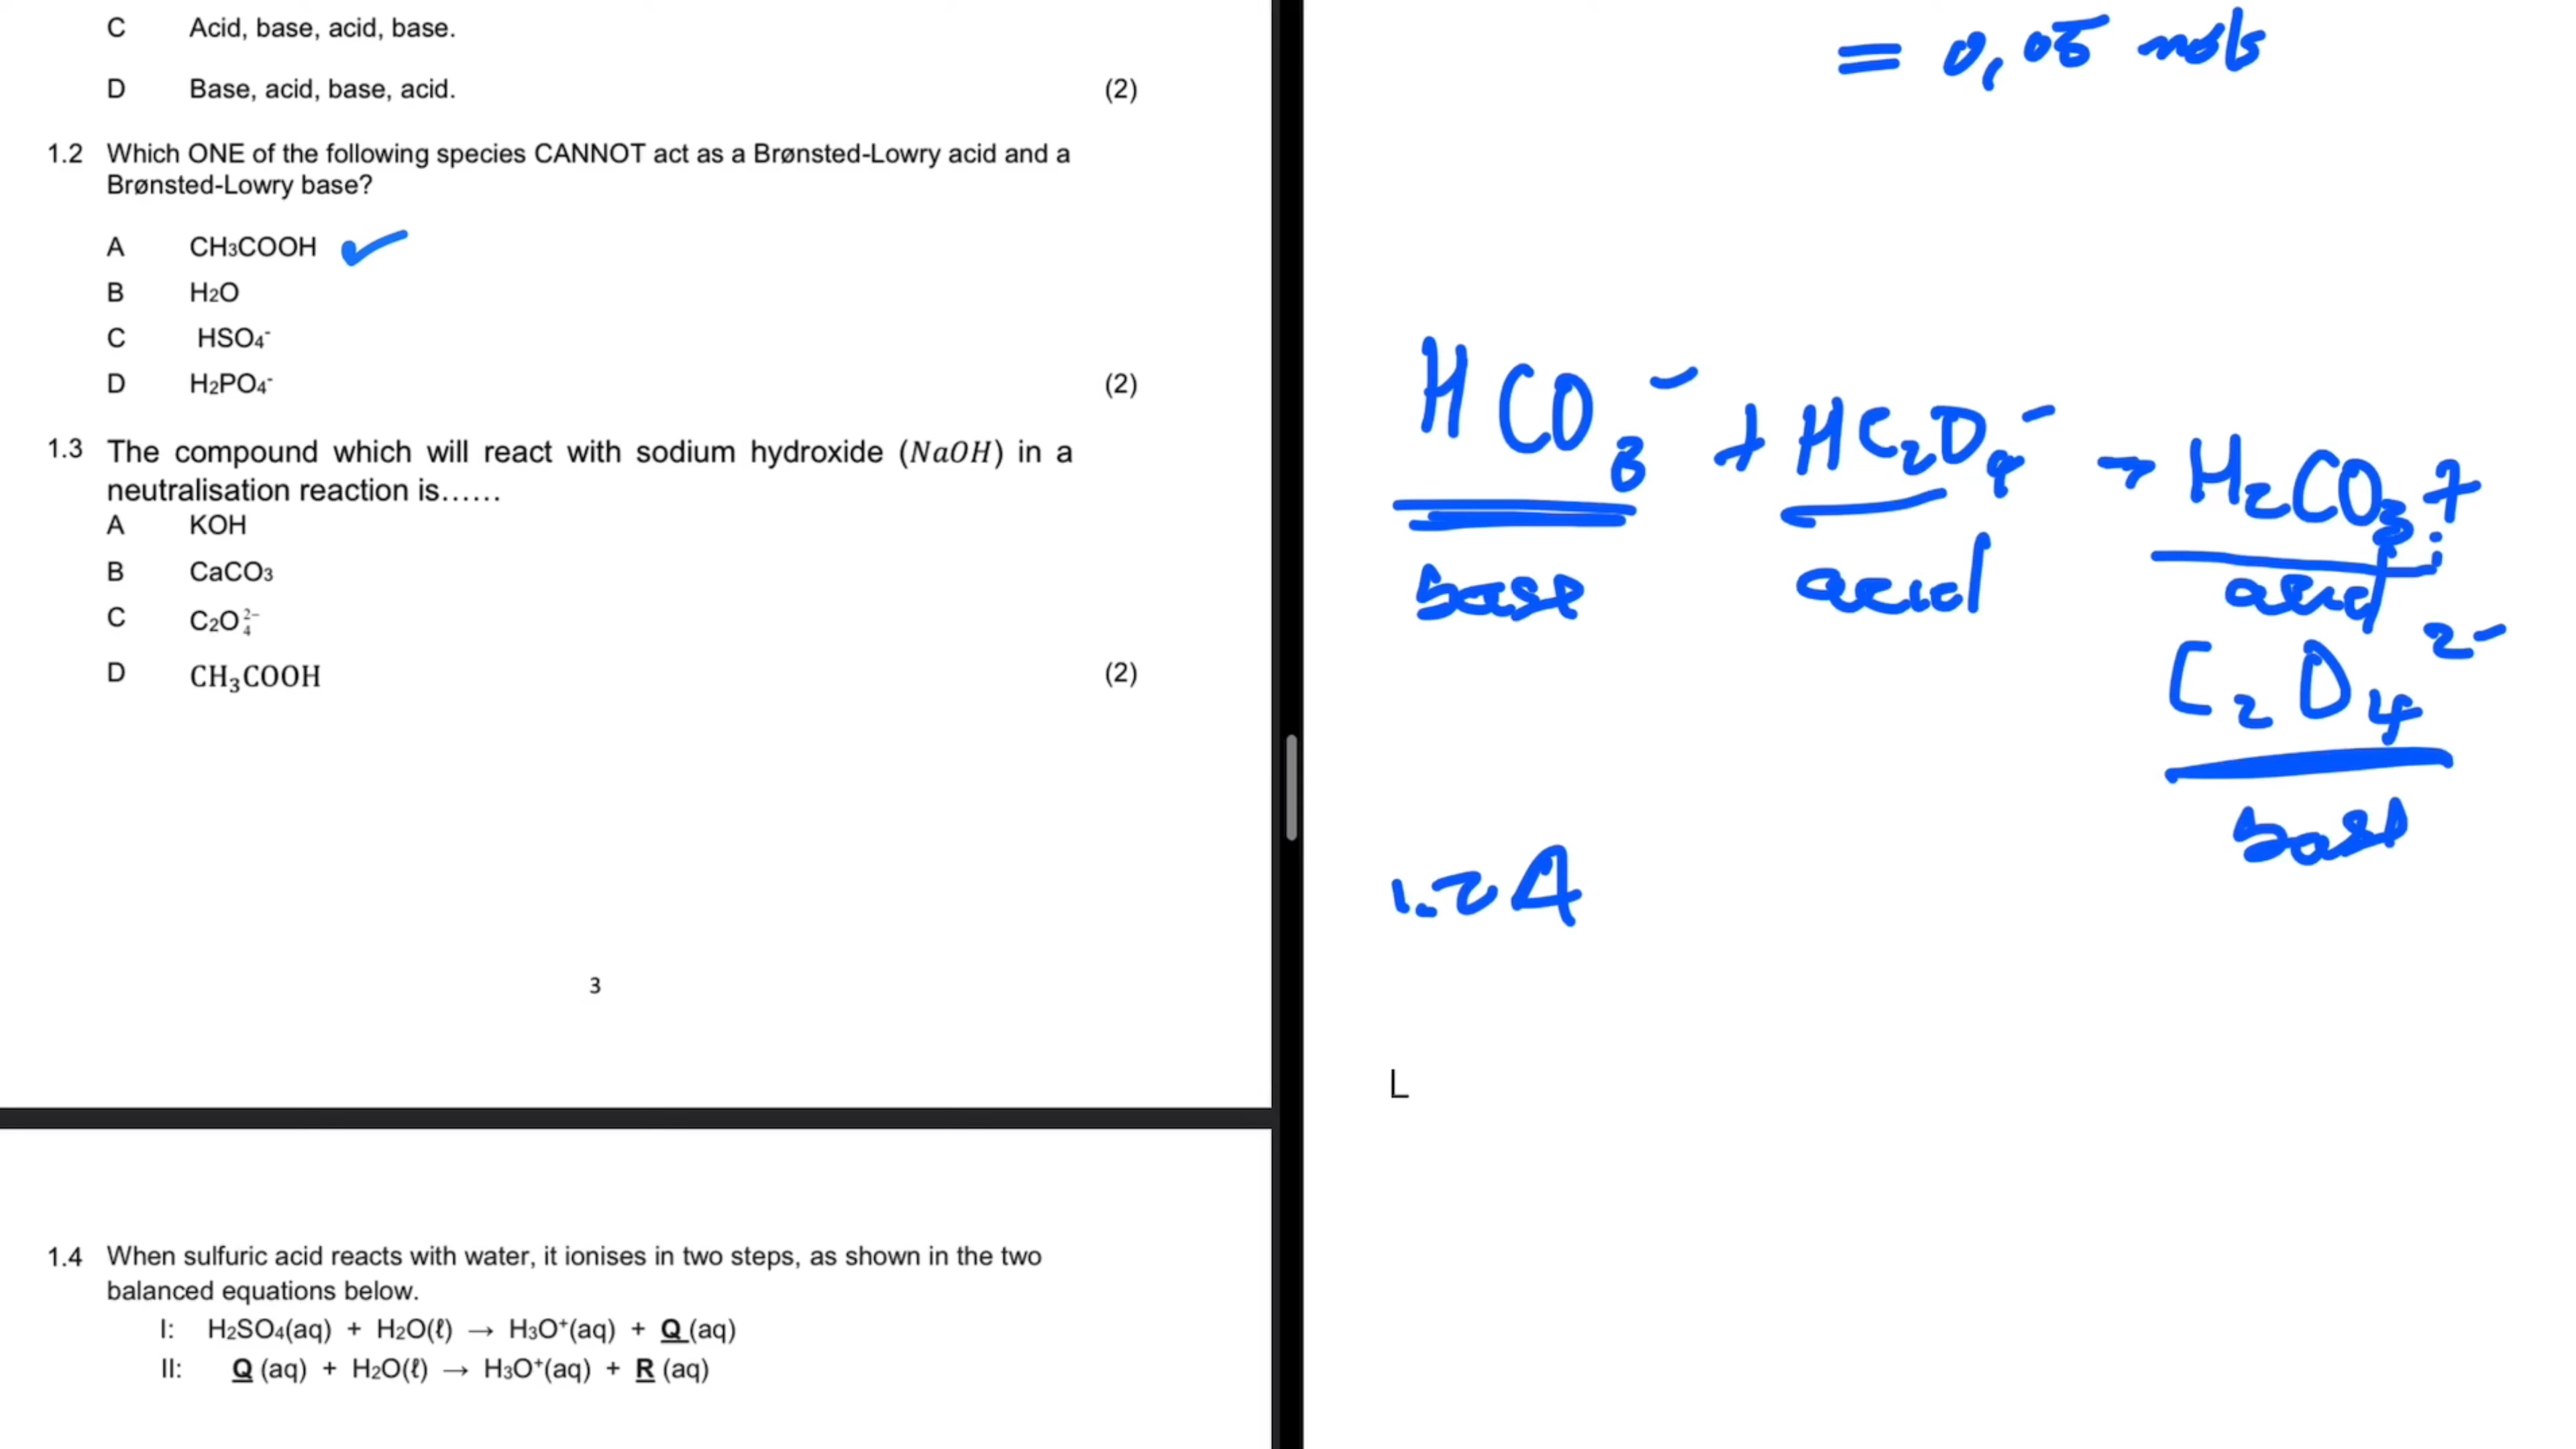 C Acid, base, acid, base.
D Base, acid, base, acid. (2)
1.2 Which ONE of the following species CANNOT act as a Brønsted-Lowry acid and a
Brønsted-Lowry base?
A CH3COOH ✓
B H2O
C HSO4-
D H2PO4- (2)
1.3 The compound which will react with sodium hydroxide (NaOH) in a
neutralisation reaction is......
A KOH
B CaCO3
C C2O4 2−
D CH₃COOH (2)
3
1.4 When sulfuric acid reacts with water, it ionises in two steps, as shown in the two
balanced equations below.
I: H2SO4(aq) + H2O(ℓ) → H3O+(aq) + Q (aq)
II: Q (aq) + H2O(ℓ) → H3O+(aq) + R (aq)
= 0,05 mols
HCO3- + HC2O4- → H2CO3 +
base acid acid
C2O4 2-
base
1.2 A
L